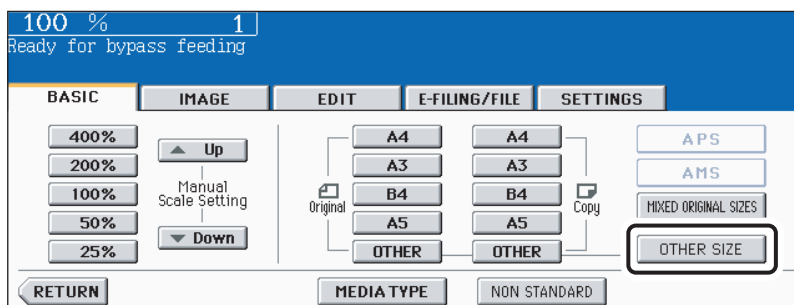 100 % 1
Ready for bypass feeding
BASIC IMAGE EDIT E-FILING/FILE SETTINGS
400% Up A4 A4 APS
200% A3 A3 AMS
100% Manual Scale Setting Original B4 B4 Copy MIXED ORIGINAL SIZES
50% Down A5 A5
25% OTHER OTHER OTHER SIZE
RETURN MEDIA TYPE NON STANDARD